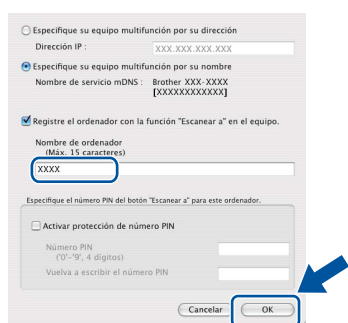 Especifique su equipo multifunción por su dirección
Dirección IP :
XXX.XXX.XXX.XXX
Especifique su equipo multifunción por su nombre
Nombre de servicio mDNS : Brother XXX-XXXX
[XXXXXXXXXXXX]
Registre el ordenador con la función "Escanear a" en el equipo.
Nombre de ordenador
(Máx. 15 caracteres)
XXXX
Especifique el número PIN del botón "Escanear a" para este ordenador.
Activar protección de número PIN
Número PIN
('0'-'9', 4 dígitos)
Vuelva a escribir el número PIN
Cancelar
OK